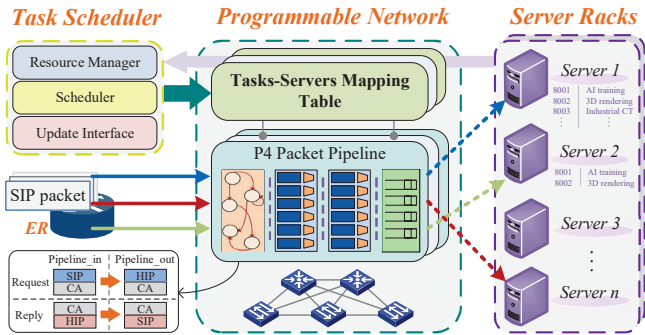 Task Scheduler
Resource Manager
Scheduler
Update Interface
Programmable Network
Tasks-Servers Mapping
Table
P4 Packet Pipeline
Server Racks
Server 1
8001 AI training
8002 3D rendering
8003 Industrial CT
Server 2
8001 AI training
8002 3D rendering
Server 3
Server n
SIP packet
ER
Pipeline_in Pipeline_out
Request SIP HIP
CA CA
Reply CA CA
HIP SIP